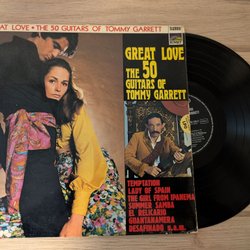 AT LOVE • THE 50 GUITARS OF TOMMY GARRETT
GREAT LOVE
THE 50
GUITARS OF
TOMMY GARRETT
TEMPTATION
LADY OF SPAIN
THE GIRL FROM IPANEMA
SUMMER SAMBA
EL RELICARIO
GUANTANAMERA
DESAFINADO u.a.m.